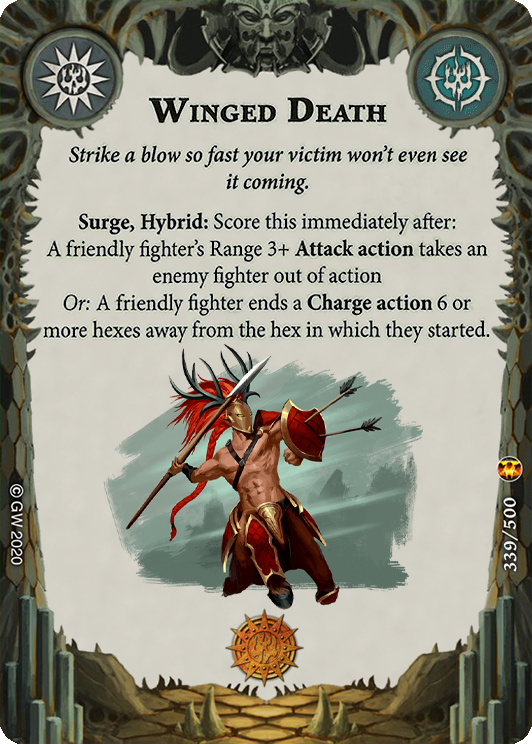 WINGED DEATH
Strike a blow so fast your victim won't even see
it coming.
Surge, Hybrid: Score this immediately after:
A friendly fighter's Range 3+ Attack action takes an
enemy fighter out of action
Or: A friendly fighter ends a Charge action 6 or
more hexes away from the hex in which they started.
© GW 2020
339/500